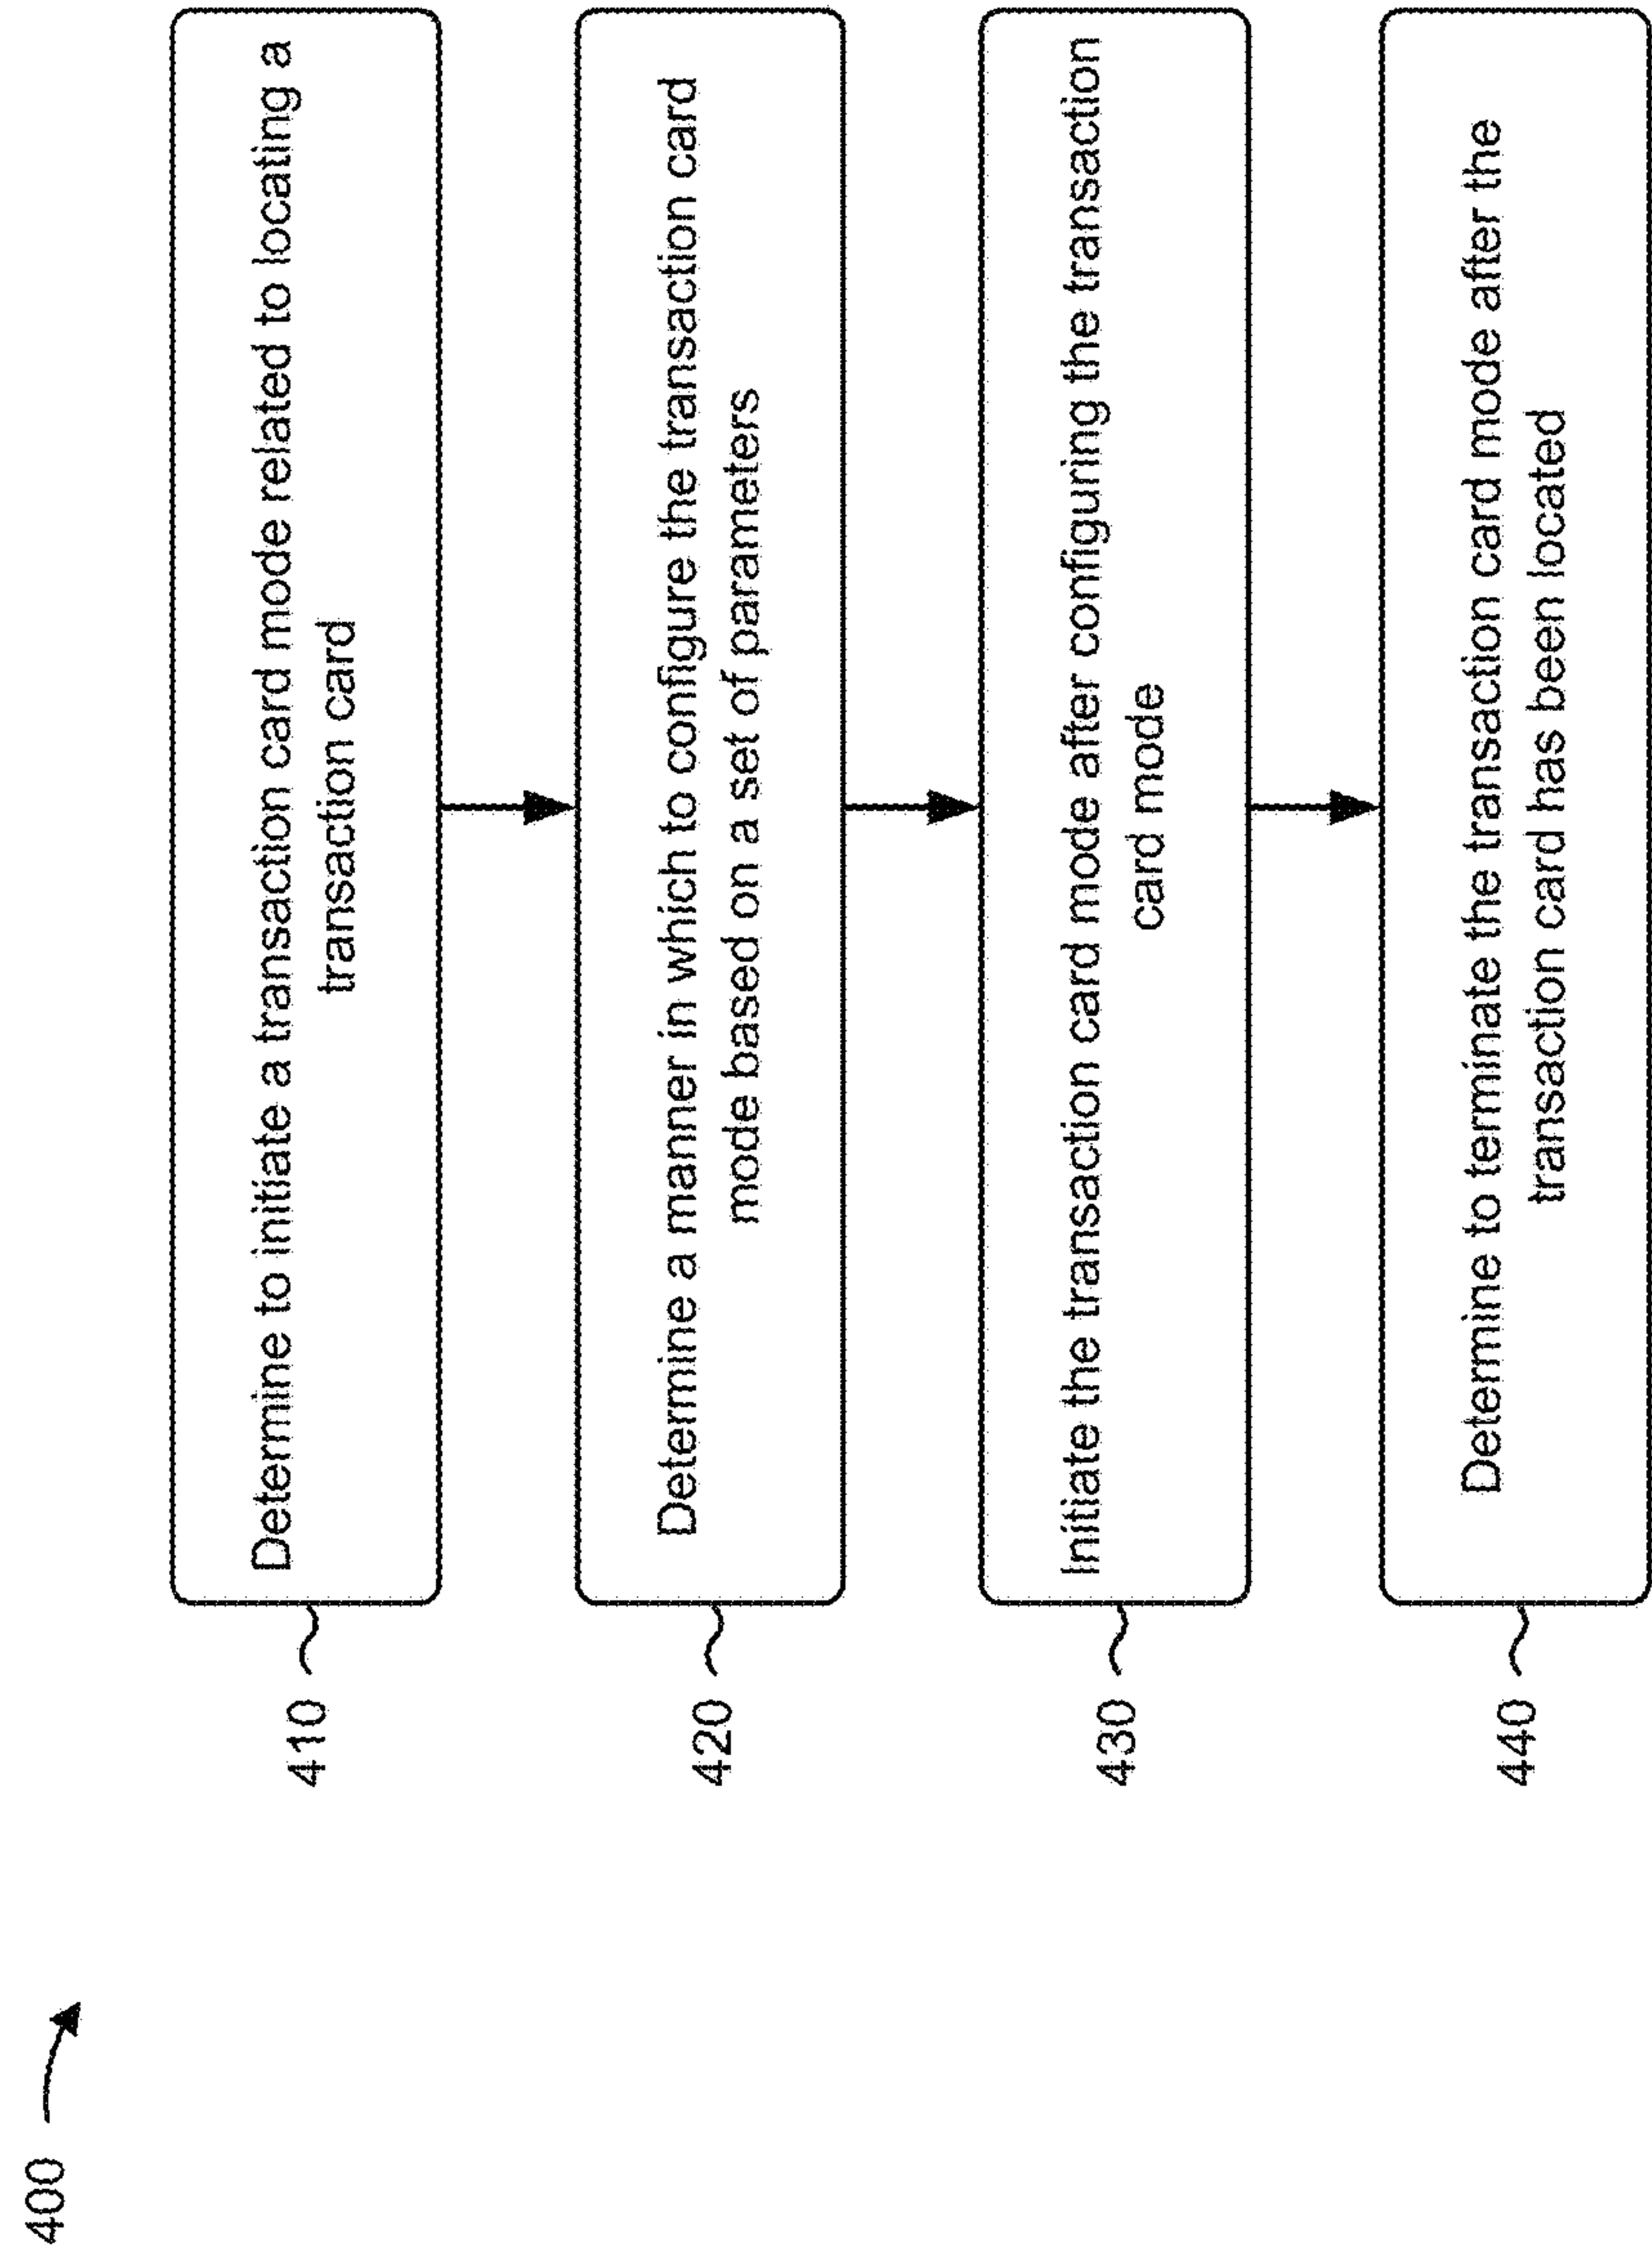 400
410
Determine to initiate a transaction card mode related to locating a
transaction card
420
Determine a manner in which to configure the transaction card
mode based on a set of parameters
430
Initiate the transaction card mode after configuring the transaction
card mode
440
Determine to terminate the transaction card mode after the
transaction card has been located